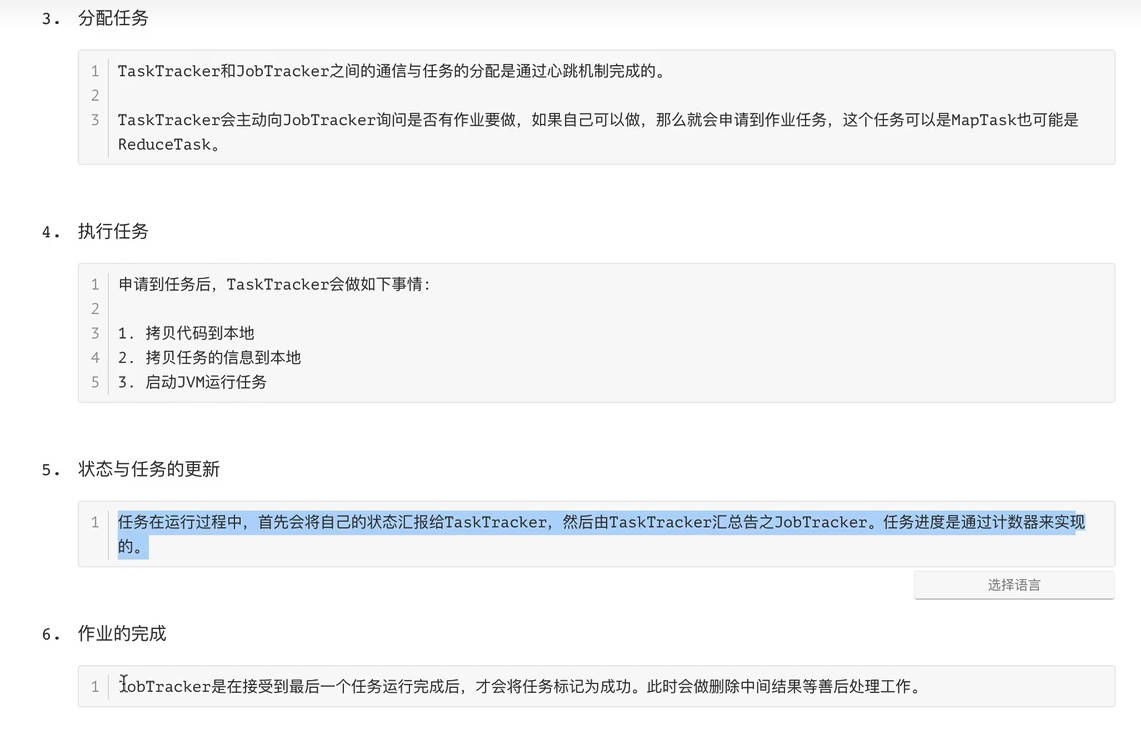 3. 分配任务
1 TaskTracker和JobTracker之间的通信与任务的分配是通过心跳机制完成的。
2
3 TaskTracker会主动向JobTracker询问是否有作业要做，如果自己可以做，那么就会申请到作业任务，这个任务可以是MapTask也可能是
ReduceTask。
4. 执行任务
1 申请到任务后，TaskTracker会做如下事情：
2
3 1. 拷贝代码到本地
4 2. 拷贝任务的信息到本地
5 3. 启动JVM运行任务
5. 状态与任务的更新
1 任务在运行过程中，首先会将自己的状态汇报给TaskTracker，然后由TaskTracker汇总告之JobTracker。任务进度是通过计数器来实现
的。
选择语言
6. 作业的完成
1 JobTracker是在接受到最后一个任务运行完成后，才会将任务标记为成功。此时会做删除中间结果等善后处理工作。